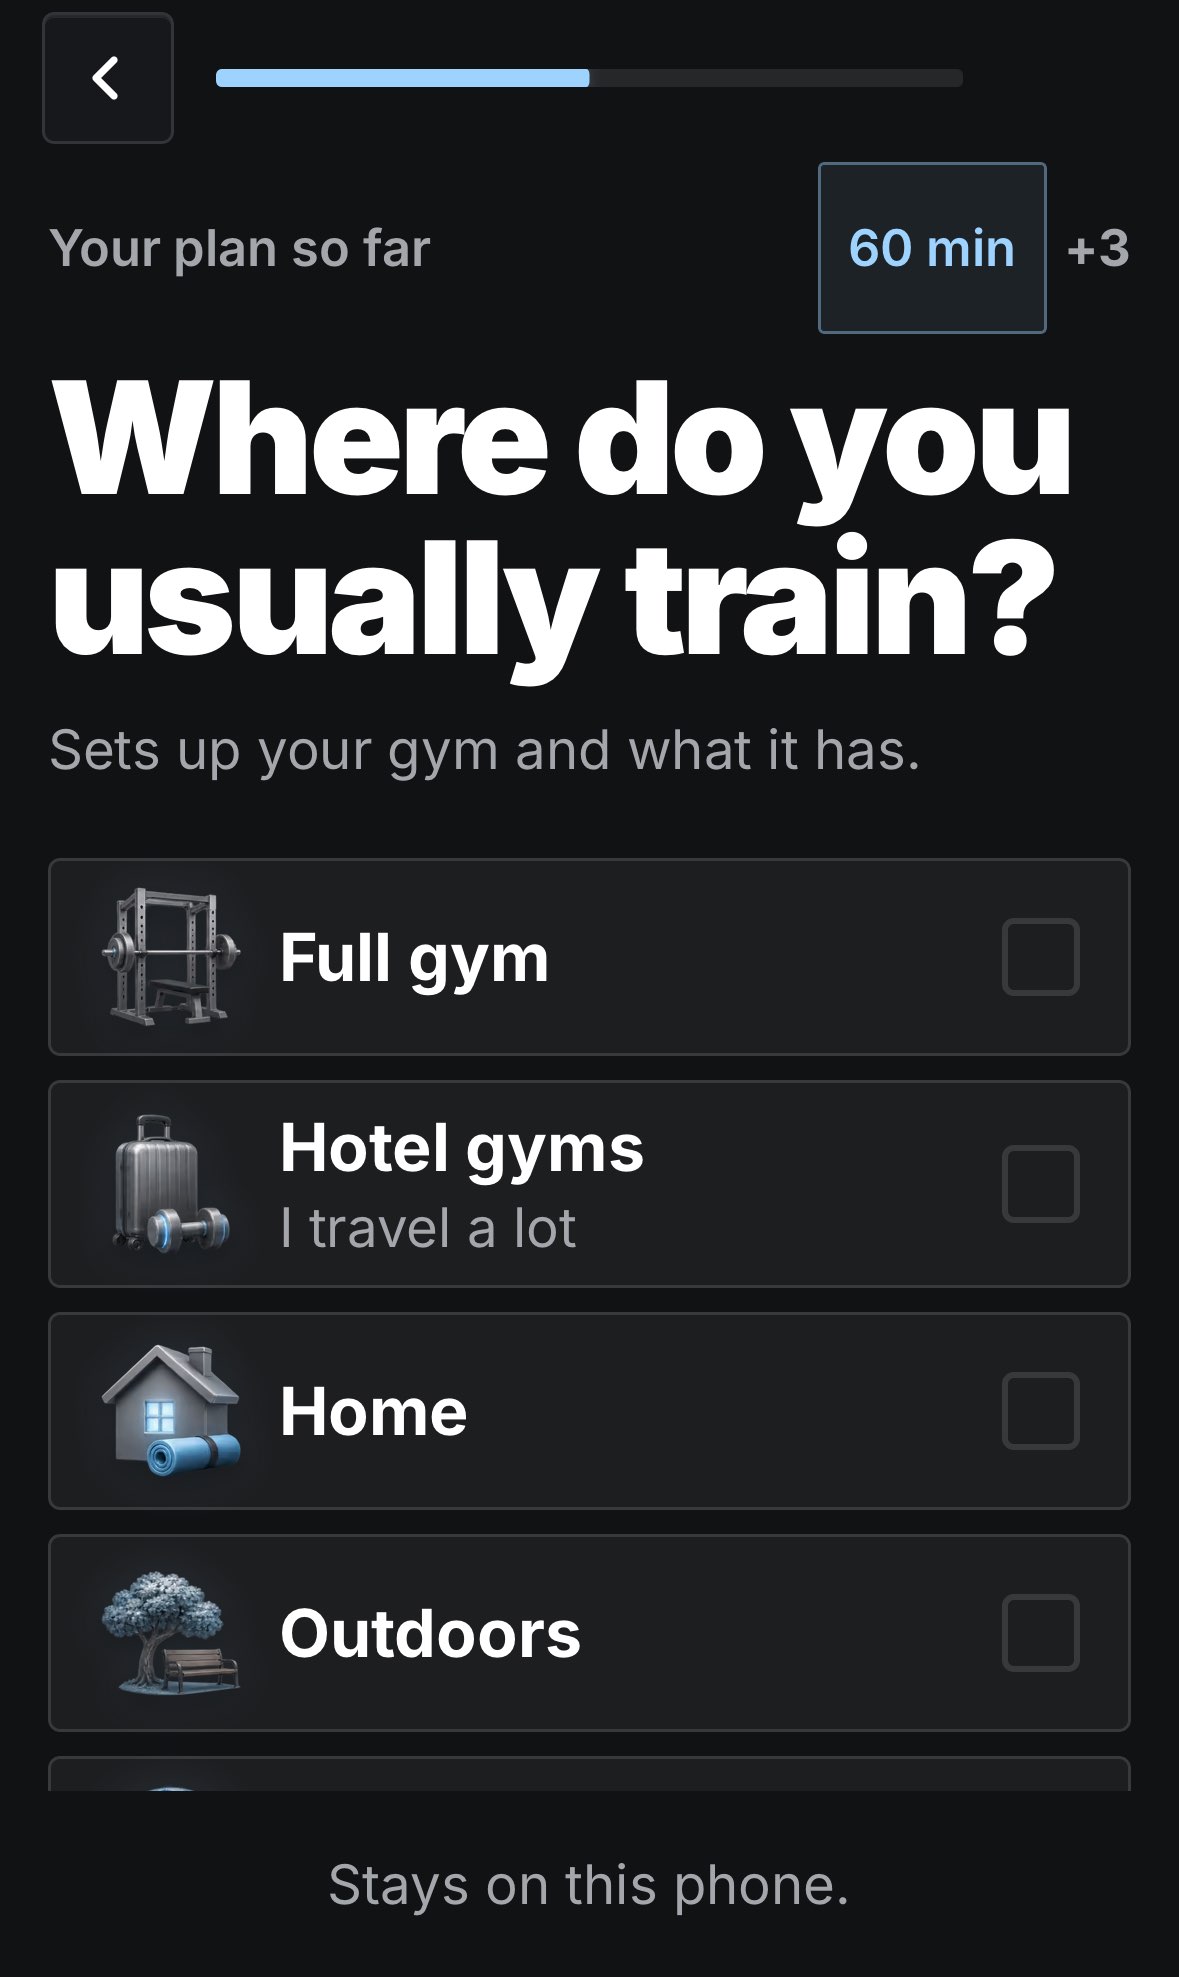 Your plan so far
60 min
+3
Where do you
usually train?
Sets up your gym and what it has.
Full gym
Hotel gyms
I travel a lot
Home
Outdoors
Stays on this phone.